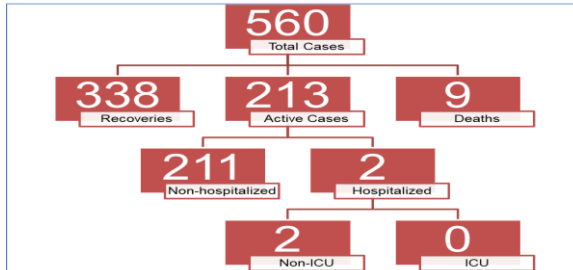 560
Total Cases
338
Recoveries
213
Active Cases
9
Deaths
211
Non-hospitalized
2
Hospitalized
2
Non-ICU
0
ICU